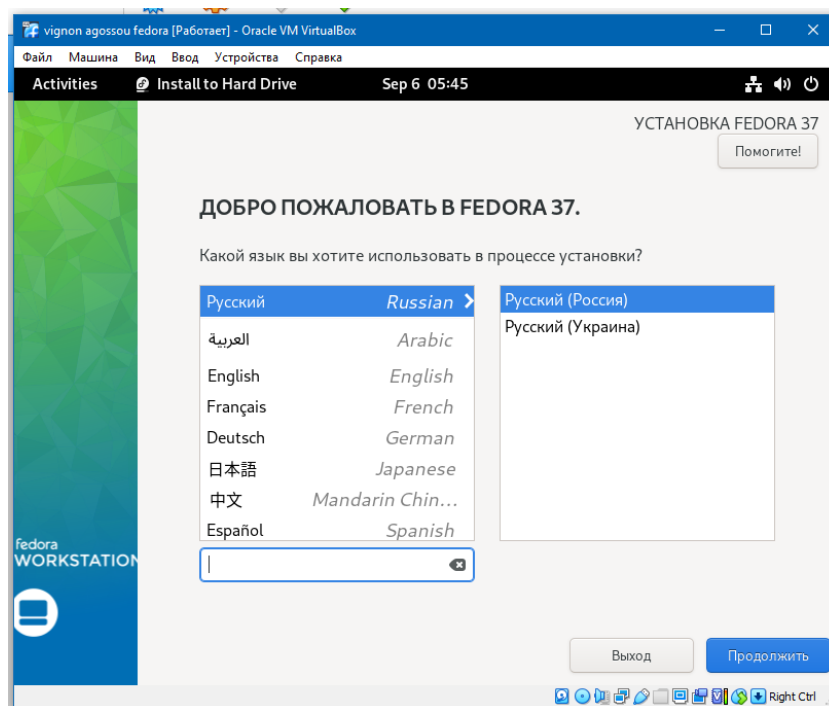 vignon agossou fedora [Работает] - Oracle VM VirtualBox
Файл Машина Вид Ввод Устройства Справка
Activities Install to Hard Drive Sep 6 05:45
УСТАНОВКА FEDORA 37
Помогите!
ДОБРО ПОЖАЛОВАТЬ В FEDORA 37.
Какой язык вы хотите использовать в процессе установки?
Русский Russian
العربية Arabic
English English
Français French
Deutsch German
日本語 Japanese
中文 Mandarin Chin...
Español Spanish
Русский (Россия)
Русский (Украина)
fedora
WORKSTATION
Выход Продолжить
Right Ctrl